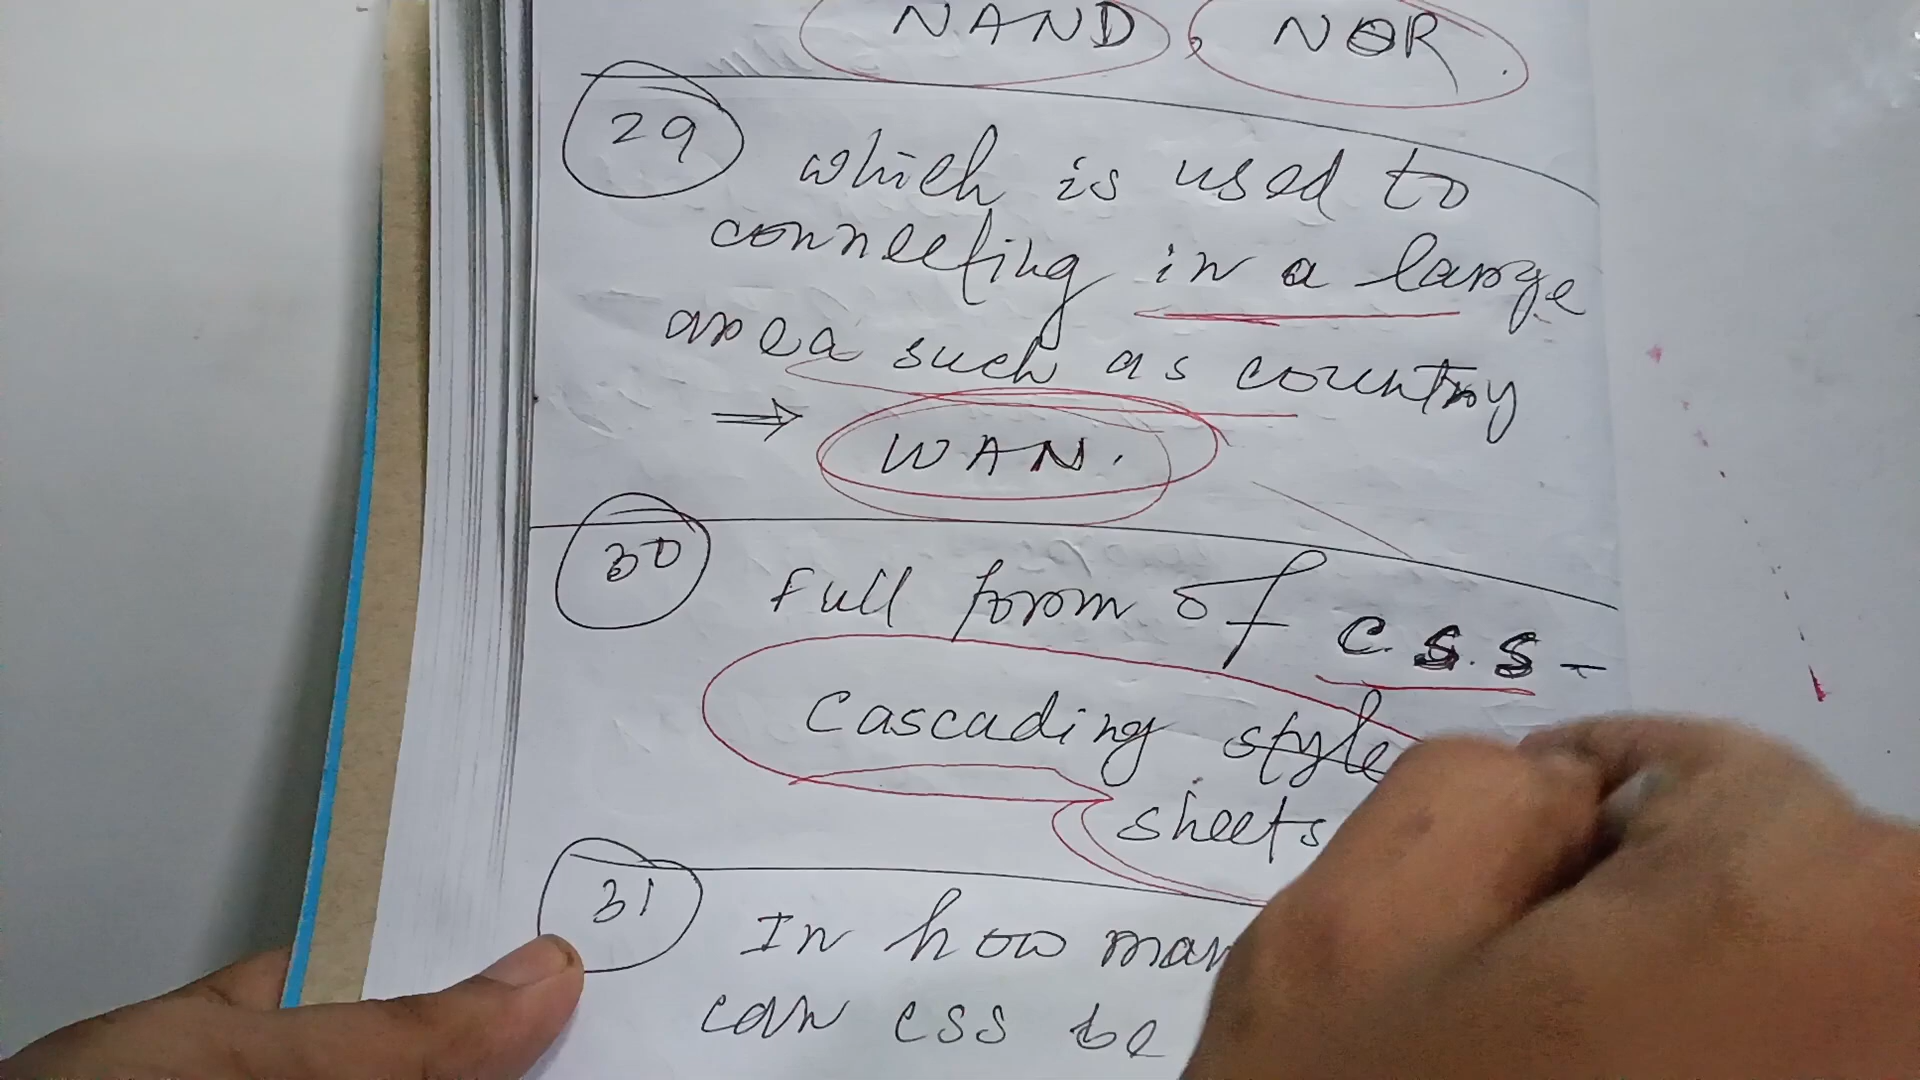 NAND, NOR.
29 which is used to
connecting in a large
area such as country
⇒ WAN.
30 Full form of C.S.S-
Cascading style
sheets
31 In how
can CSS be